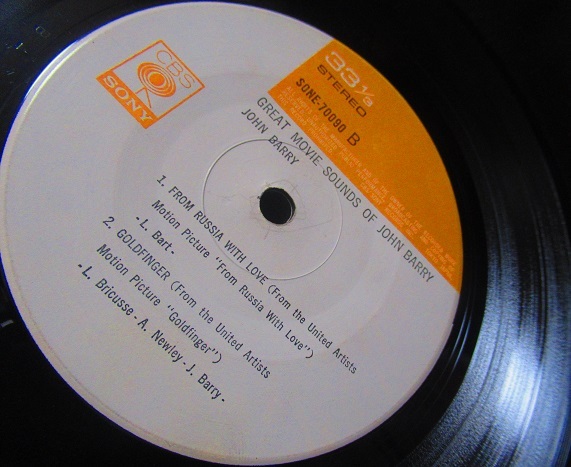 CBS
SONY
33 1/3
STEREO
SONE-70090 B
GREAT MOVIE SOUNDS OF JOHN BARRY
JOHN BARRY
1. FROM RUSSIA WITH LOVE (From the United Artists
Motion Picture "From Russia With Love")
- L. Bart -
2. GOLDFINGER (From the United Artists
Motion Picture "Goldfinger")
- L. Bricusse - A. Newley - J. Barry -